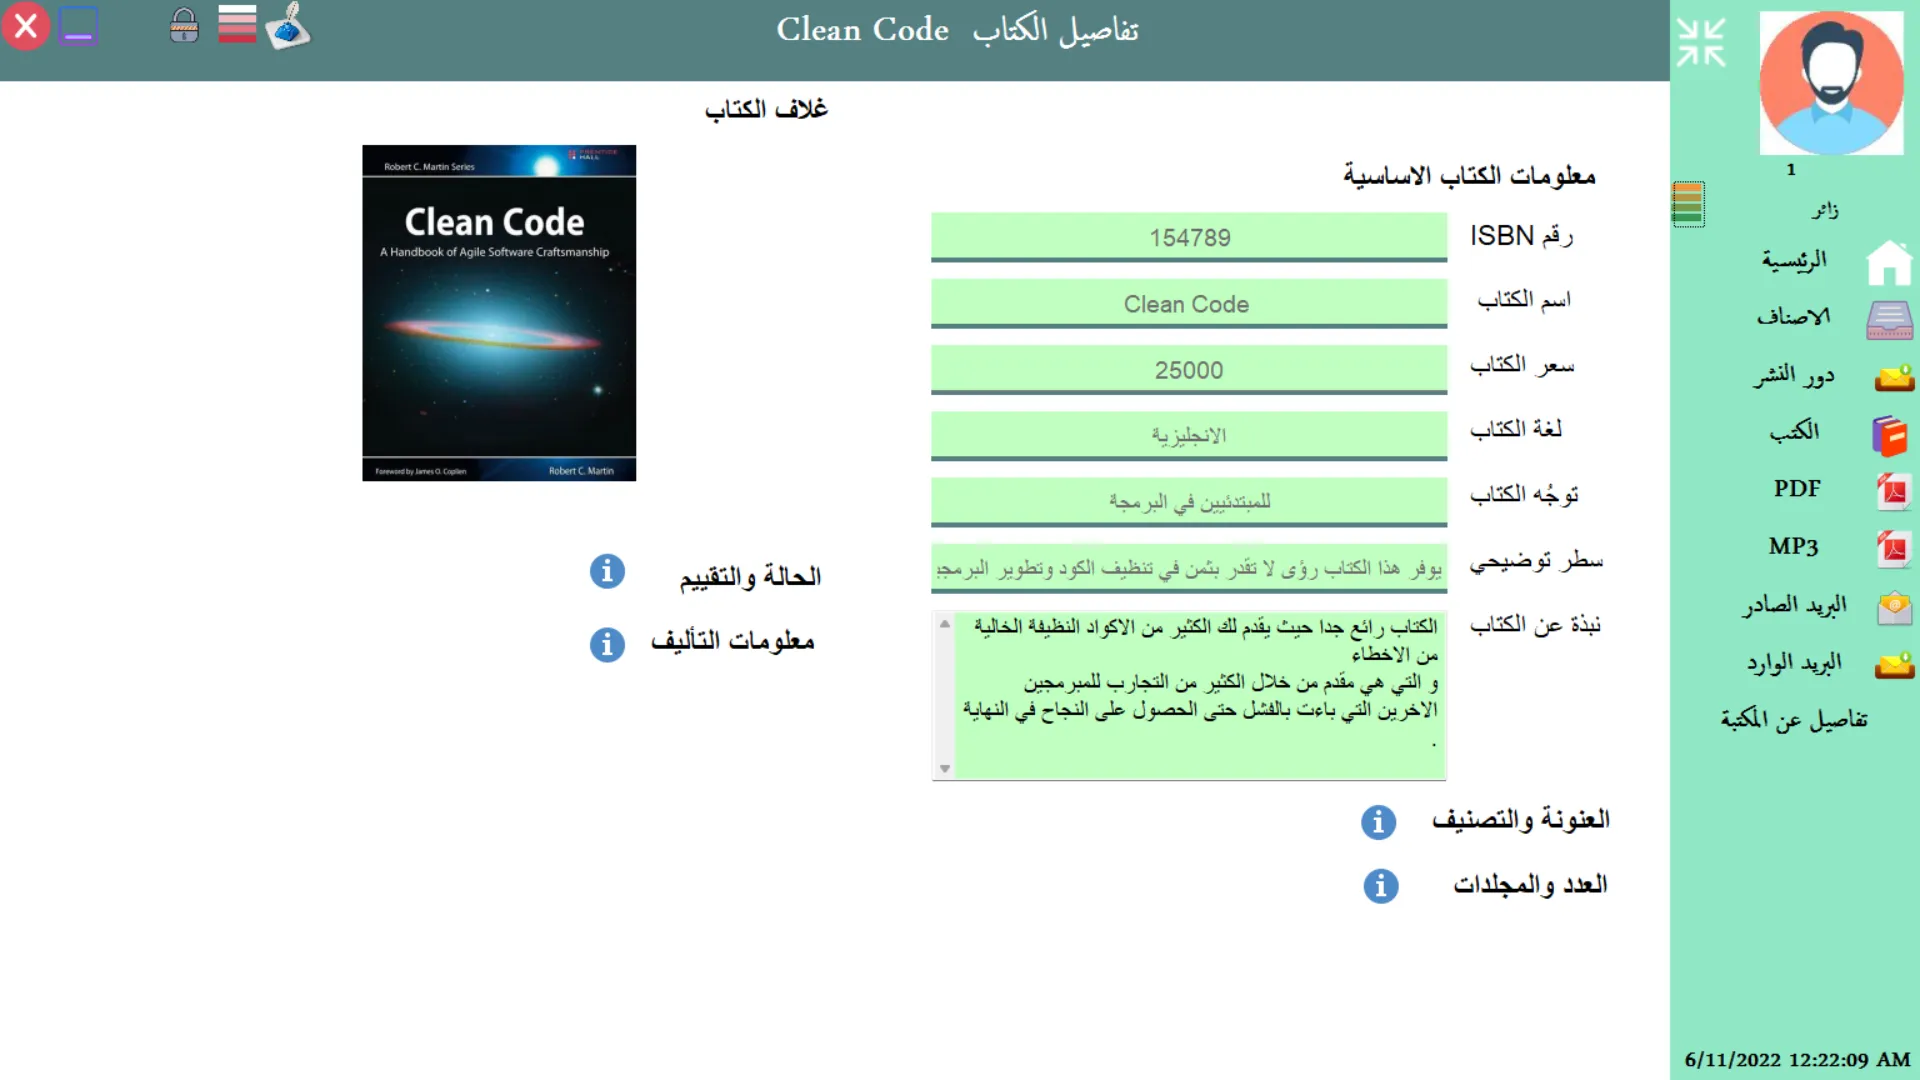 تفاصيل الكتاب Clean Code
غلاف الكتاب
معلومات الكتاب الاساسية
رقم ISBN
154789
اسم الكتاب
Clean Code
سعر الكتاب
25000
لغة الكتاب
الانجليزية
توجُه الكتاب
للمبتدئيين في البرمجة
سطر توضيحي
يوفر هذا الكتاب رؤى لا تقدر بثمن في تنظيف الكود وتطوير البرمجي
نبذة عن الكتاب
الكتاب رائع جدا حيث يقدم لك الكثير من الاكواد النظيفة الخالية
من الاخطاء
و التي هي مقدم من خلال الكثير من التجارب للمبرمجين
الاخرين التي باءت بالفشل حتى الحصول على النجاح في النهاية
.
العنونة والتصنيف
العدد والمجلدات
Robert C. Martin Series
PRENTICE
HALL
Clean Code
A Handbook of Agile Software Craftsmanship
Foreword by James O. Coplien
Robert C. Martin
الحالة والتقييم
معلومات التأليف
1
زائر
الرئيسية
الاصناف
دور النشر
الكتب
PDF
MP3
البريد الصادر
البريد الوارد
تفاصيل عن المكتبة
6/11/2022 12:22:09 AM